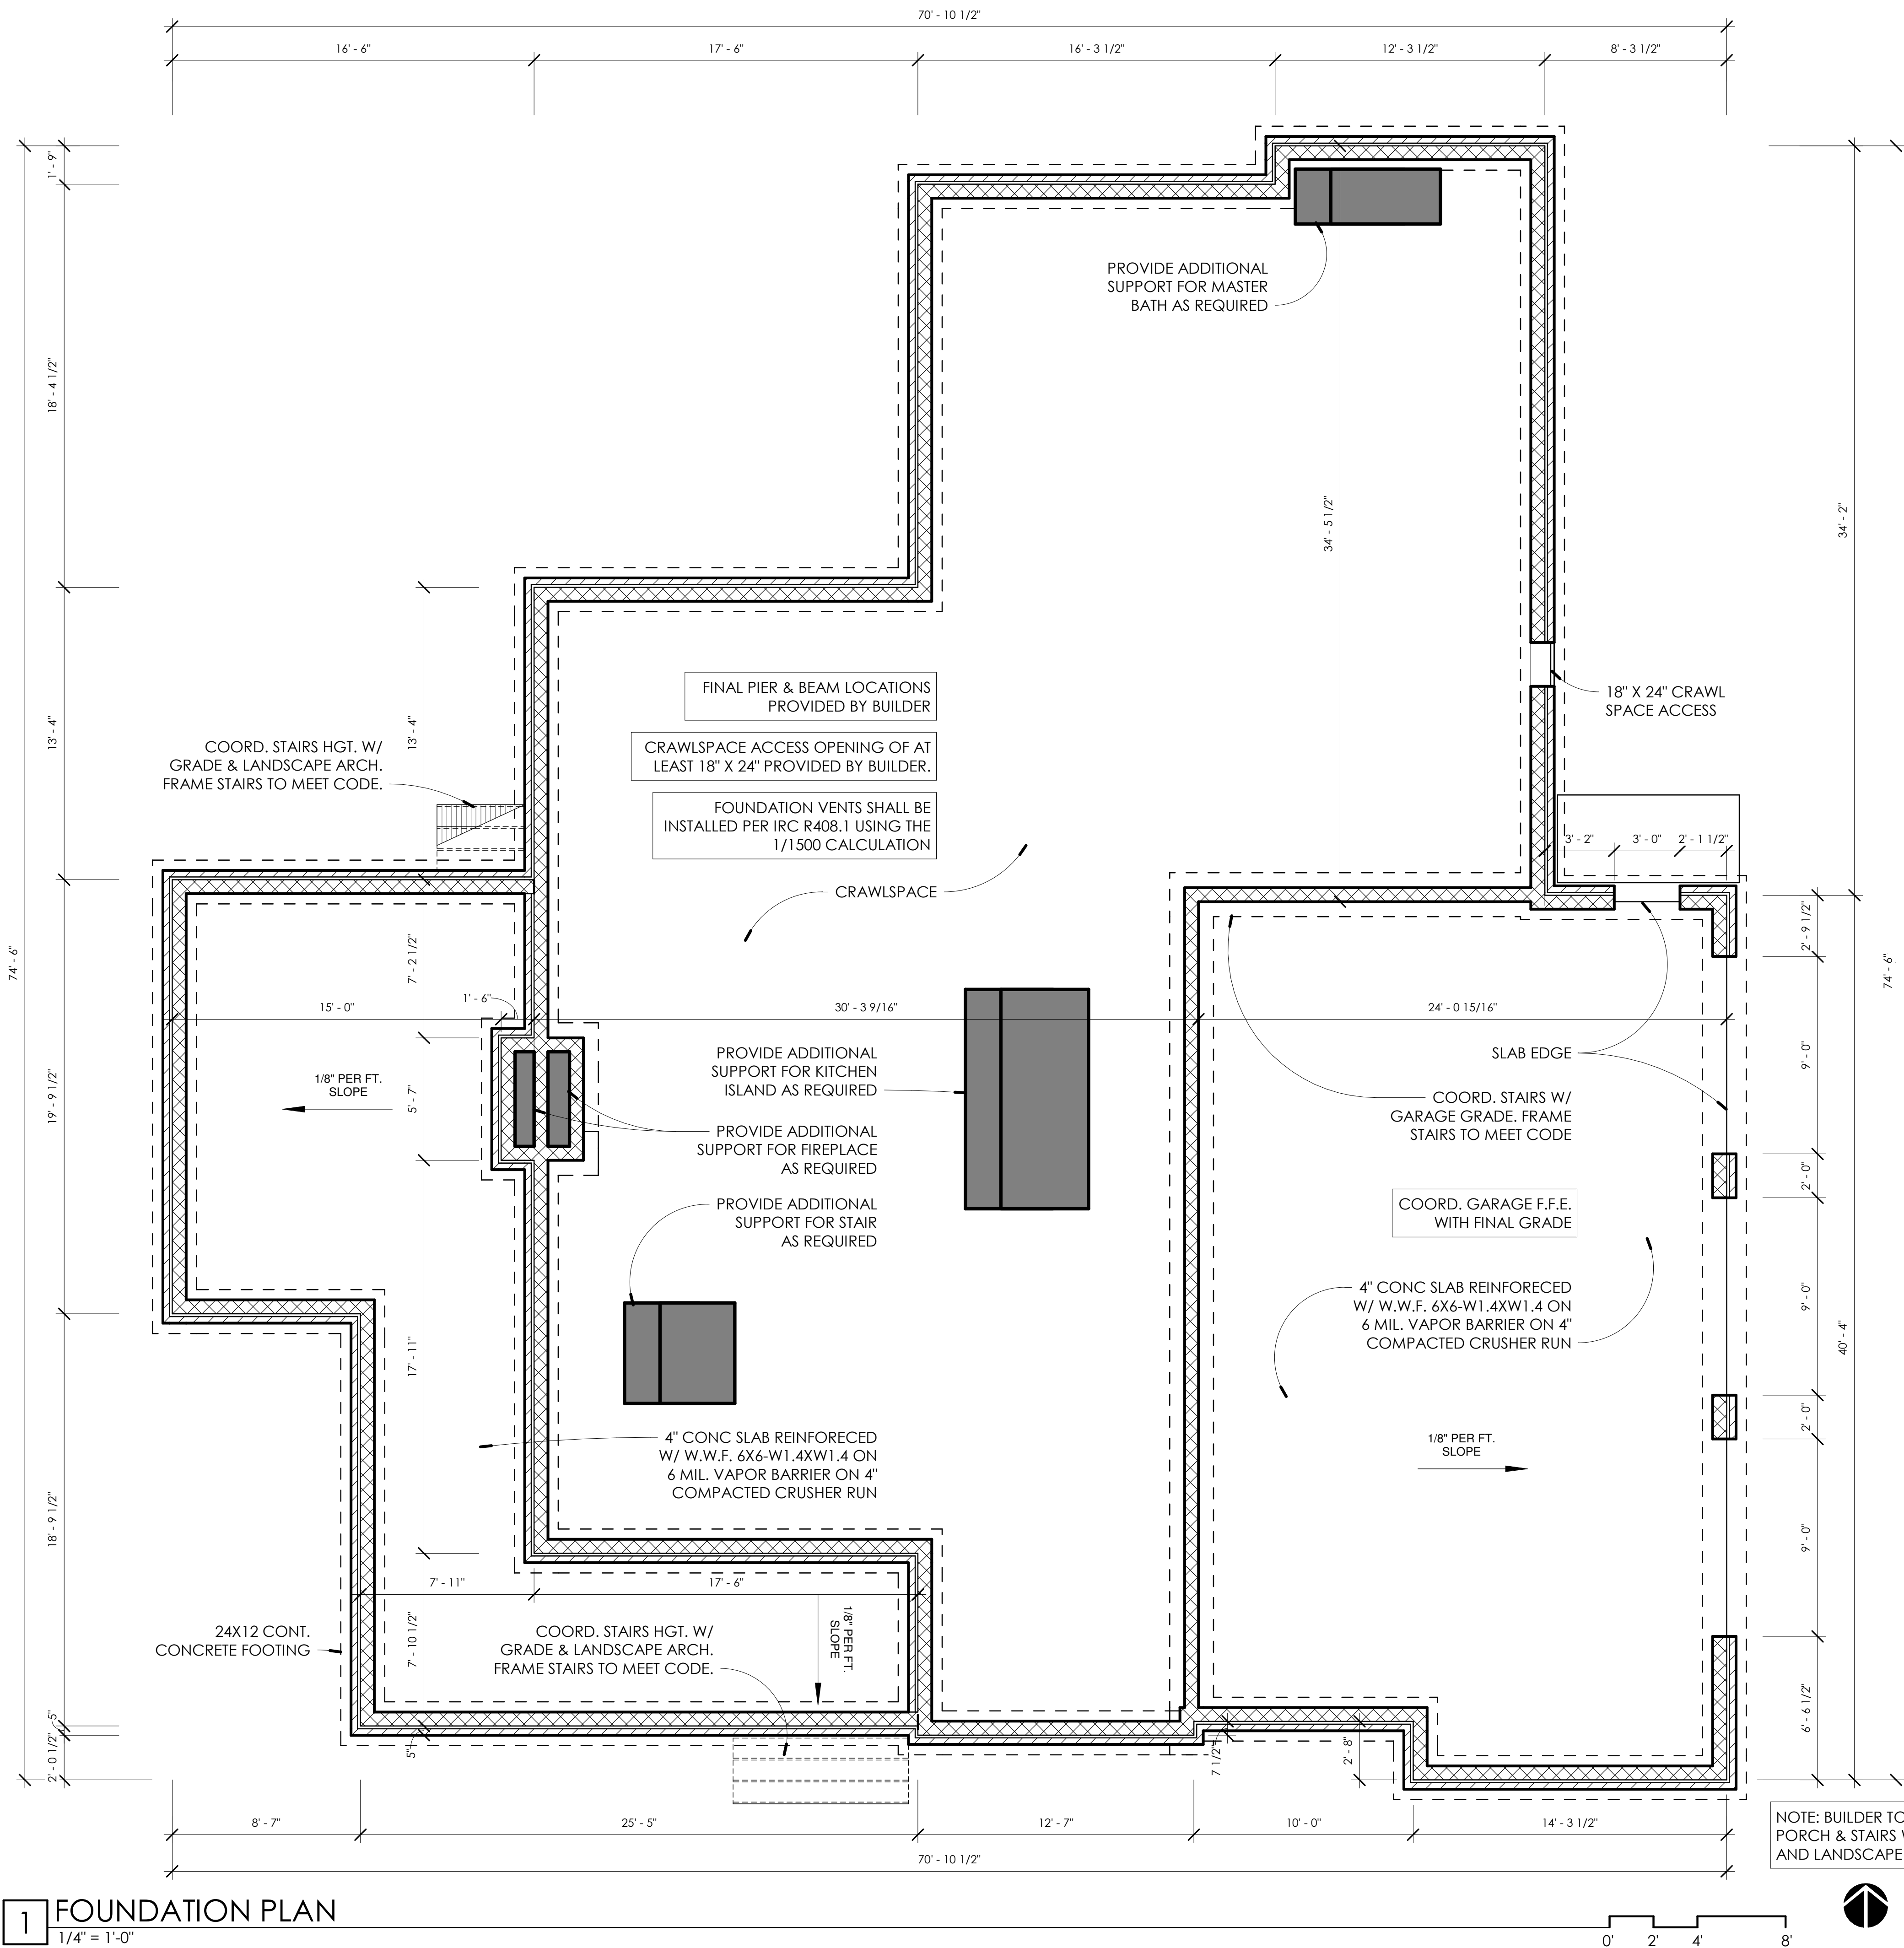 70' - 10 1/2"
16' - 6"
17' - 6"
16' - 3 1/2"
12' - 3 1/2"
8' - 3 1/2"
1' - 9"
18' - 4 1/2"
13' - 4"
19' - 9 1/2"
18' - 9 1/2"
5"
2' - 0 1/2"
74' - 6"
PROVIDE ADDITIONAL
SUPPORT FOR MASTER
BATH AS REQUIRED
34' - 5 1/2"
34' - 2"
74' - 6"
40' - 4"
FINAL PIER & BEAM LOCATIONS
PROVIDED BY BUILDER
CRAWLSPACE ACCESS OPENING OF AT
LEAST 18" X 24" PROVIDED BY BUILDER.
FOUNDATION VENTS SHALL BE
INSTALLED PER IRC R408.1 USING THE
1/1500 CALCULATION
CRAWLSPACE
18" X 24" CRAWL
SPACE ACCESS
COORD. STAIRS HGT. W/
GRADE & LANDSCAPE ARCH.
FRAME STAIRS TO MEET CODE.
13' - 4"
7' - 2 1/2"
5' - 7"
17' - 11"
7' - 10 1/2"
5"
3' - 2"
3' - 0"
2' - 1 1/2"
2' - 9 1/2"
9' - 0"
2' - 0"
9' - 0"
2' - 0"
9' - 0"
6' - 6 1/2"
15' - 0"
1' - 6"
30' - 3 9/16"
24' - 0 15/16"
1/8" PER FT.
SLOPE
PROVIDE ADDITIONAL
SUPPORT FOR KITCHEN
ISLAND AS REQUIRED
PROVIDE ADDITIONAL
SUPPORT FOR FIREPLACE
AS REQUIRED
PROVIDE ADDITIONAL
SUPPORT FOR STAIR
AS REQUIRED
SLAB EDGE
COORD. STAIRS W/
GARAGE GRADE. FRAME
STAIRS TO MEET CODE
COORD. GARAGE F.F.E.
WITH FINAL GRADE
4" CONC SLAB REINFORECED
W/ W.W.F. 6X6-W1.4XW1.4 ON
6 MIL. VAPOR BARRIER ON 4"
COMPACTED CRUSHER RUN
1/8" PER FT.
SLOPE
4" CONC SLAB REINFORECED
W/ W.W.F. 6X6-W1.4XW1.4 ON
6 MIL. VAPOR BARRIER ON 4"
COMPACTED CRUSHER RUN
7' - 11"
17' - 6"
1/8" PER FT.
SLOPE
24X12 CONT.
CONCRETE FOOTING
COORD. STAIRS HGT. W/
GRADE & LANDSCAPE ARCH.
FRAME STAIRS TO MEET CODE.
7 1/2"
2' - 8"
8' - 7"
25' - 5"
12' - 7"
10' - 0"
14' - 3 1/2"
70' - 10 1/2"
NOTE: BUILDER TO
PORCH & STAIRS
AND LANDSCAPE
1
FOUNDATION PLAN
1/4" = 1'-0"
0'
2'
4'
8'